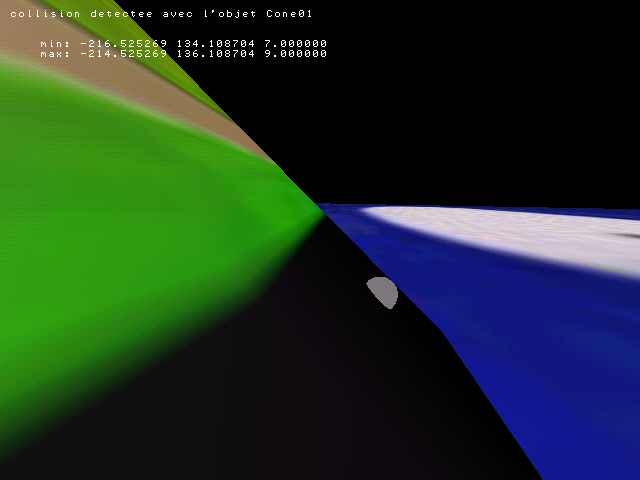 collision detectee avec l'objet Cone01
min: -216.525269 134.108704 7.000000
max: -214.525269 136.108704 9.000000